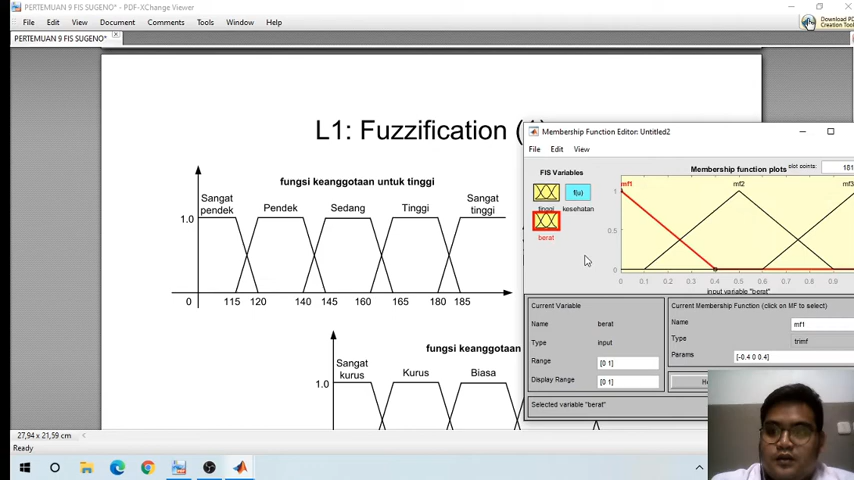 PERTEMUAN 9 FIS SUGENO* - PDF-XChange Viewer
File Edit View Document Comments Tools Window Help
Download PD
Creation Tool
PERTEMUAN 9 FIS SUGENO*
L1: Fuzzification (
fungsi keanggotaan untuk tinggi
Sangat
pendek
Pendek
Sedang
Tinggi
Sangat
tinggi
1.0
0 115 120 140 145 160 165 180 185
fungsi keanggotaan
Sangat
kurus
Kurus
Biasa
1.0
Membership Function Editor: Untitled2
File Edit View
FIS Variables
f(u)
tinggi
kesehatan
berat
Membership function plots
plot points:
181
mf1 mf2 mf3
1
0.5
0
0 0.1 0.2 0.3 0.4 0.5 0.6 0.7 0.8 0.9
input variable "berat"
Current Variable
Name berat
Type input
Range [0 1]
Display Range [0 1]
Current Membership Function (click on MF to select)
Name mf1
Type trimf
Params [-0.4 0 0.4]
Selected variable "berat"
27,94 x 21,59 cm
Ready